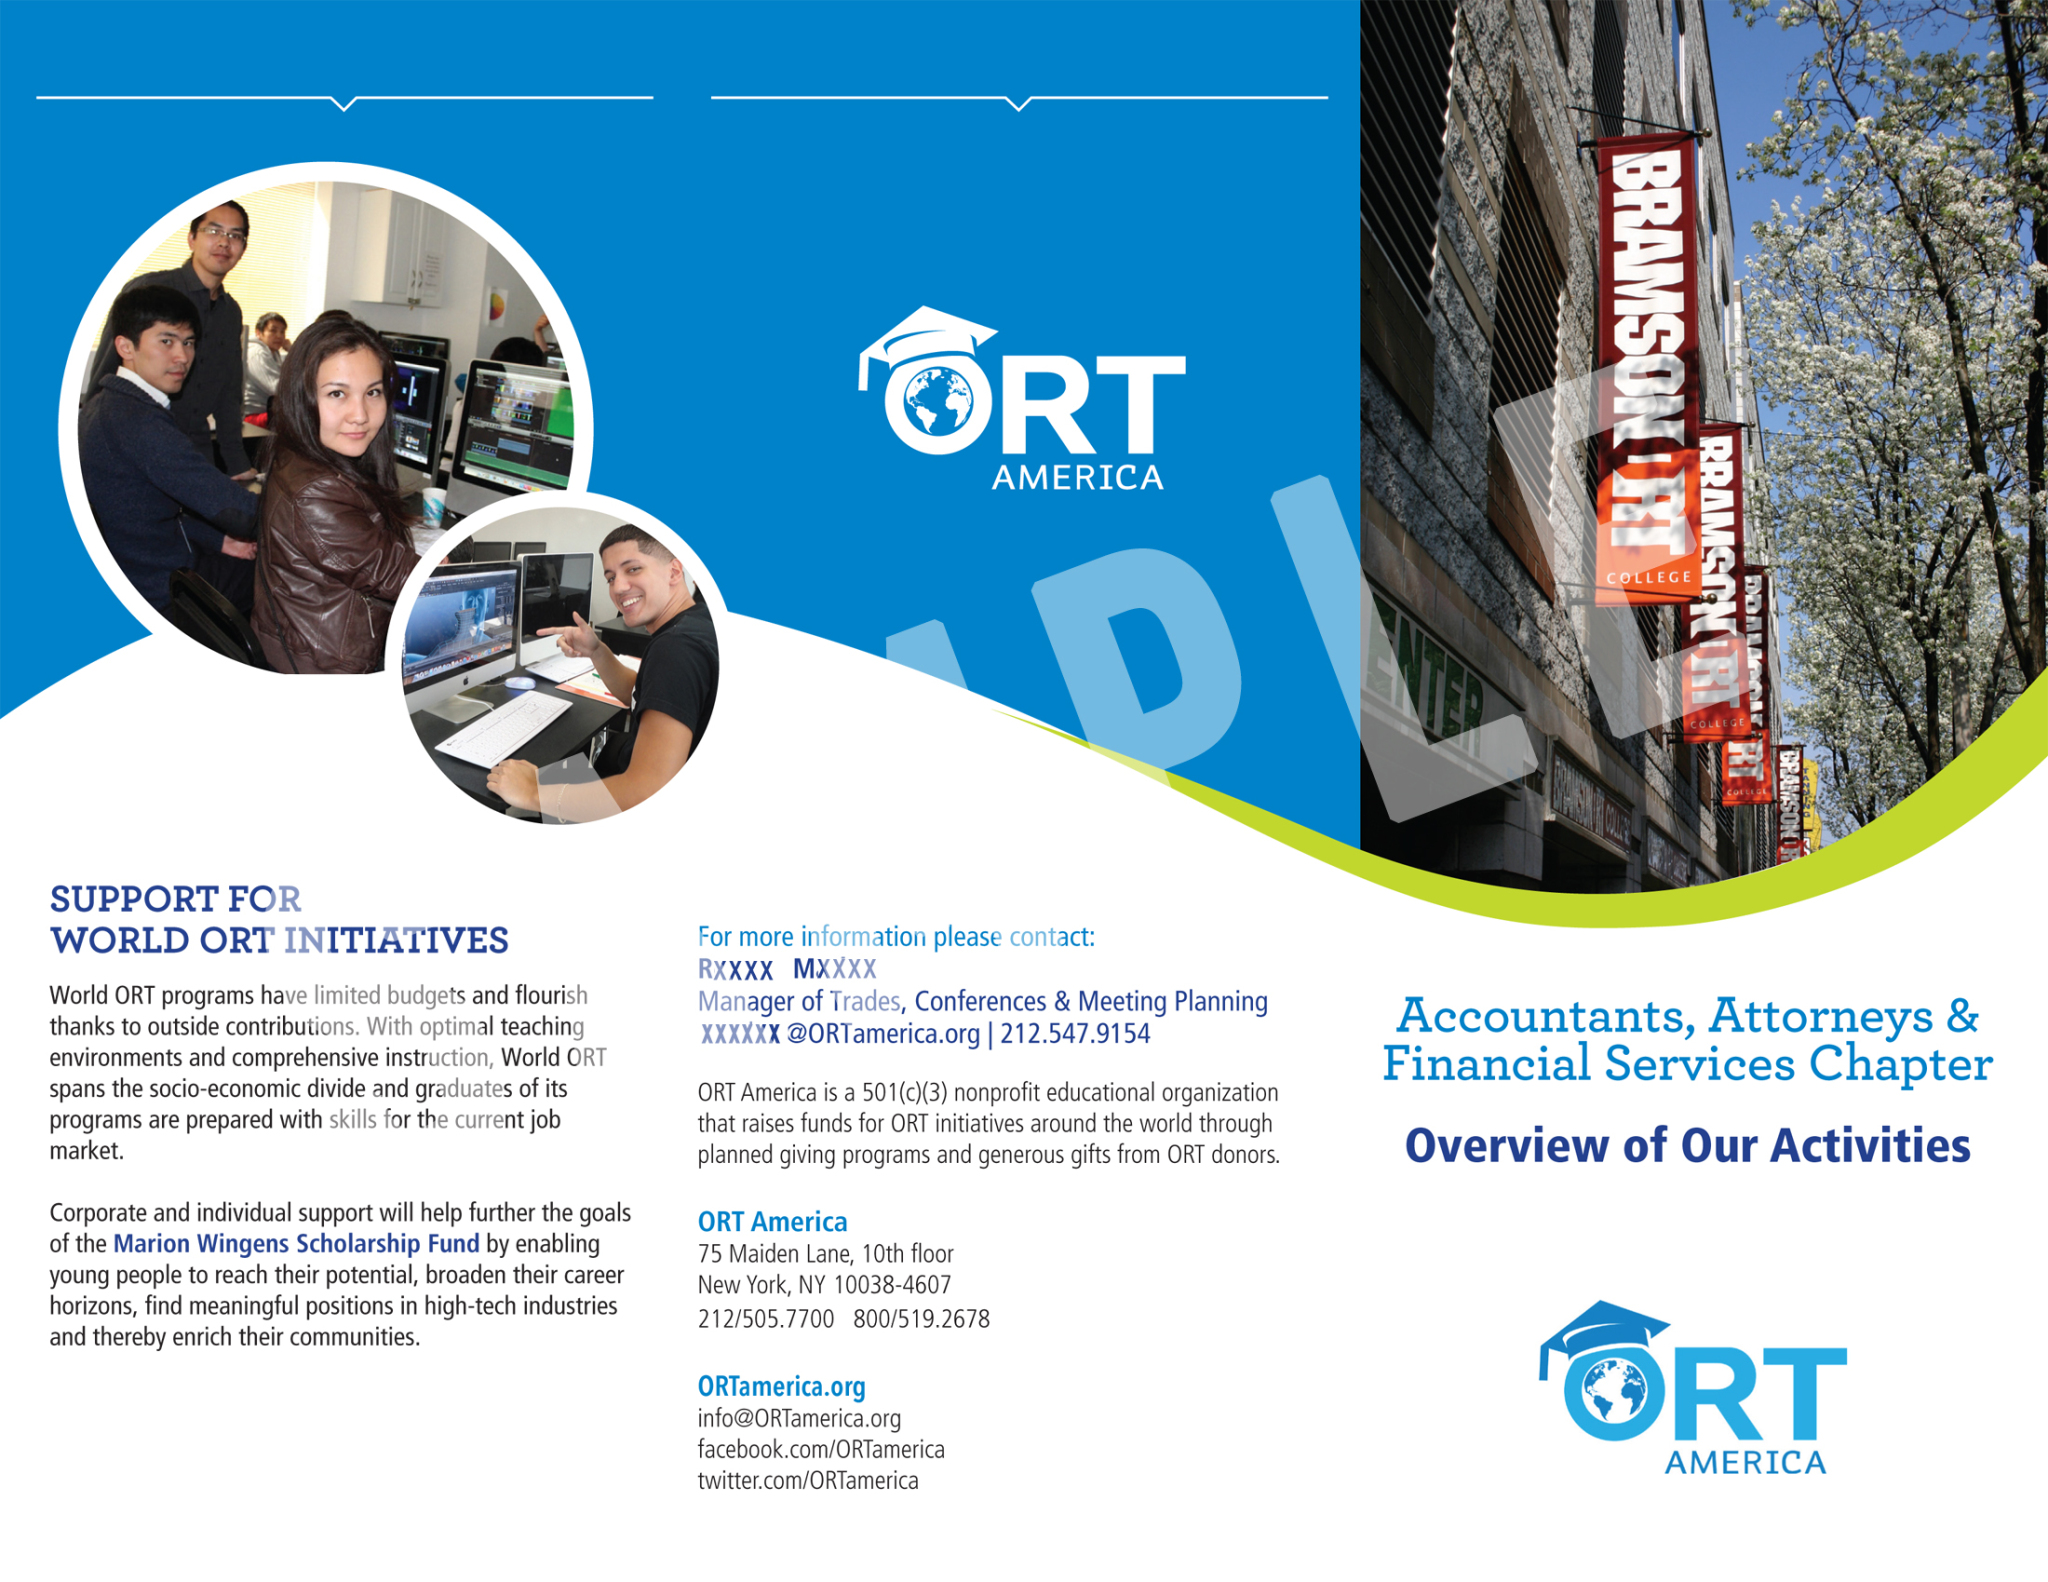 SUPPORT FOR
WORLD ORT INITIATIVES
World ORT programs have limited budgets and flourish
thanks to outside contributions. With optimal teaching
environments and comprehensive instruction, World ORT
spans the socio-economic divide and graduates of its
programs are prepared with skills for the current job
market.
Corporate and individual support will help further the goals
of the Marion Wingens Scholarship Fund by enabling
young people to reach their potential, broaden their career
horizons, find meaningful positions in high-tech industries
and thereby enrich their communities.
ORT
AMERICA
For more information please contact:
RXXXX MXXXX
Manager of Trades, Conferences & Meeting Planning
XXXXXX @ORTamerica.org | 212.547.9154
ORT America is a 501(c)(3) nonprofit educational organization
that raises funds for ORT initiatives around the world through
planned giving programs and generous gifts from ORT donors.
ORT America
75 Maiden Lane, 10th floor
New York, NY 10038-4607
212/505.7700 800/519.2678
ORTamerica.org
info@ORTamerica.org
facebook.com/ORTamerica
twitter.com/ORTamerica
BRAMSON ORT
COLLEGE
BRAMSON ORT
COLLEGE
BRAMSON ORT
COLLEGE
BRAMSON ORT
Accountants, Attorneys &
Financial Services Chapter
Overview of Our Activities
ORT
AMERICA